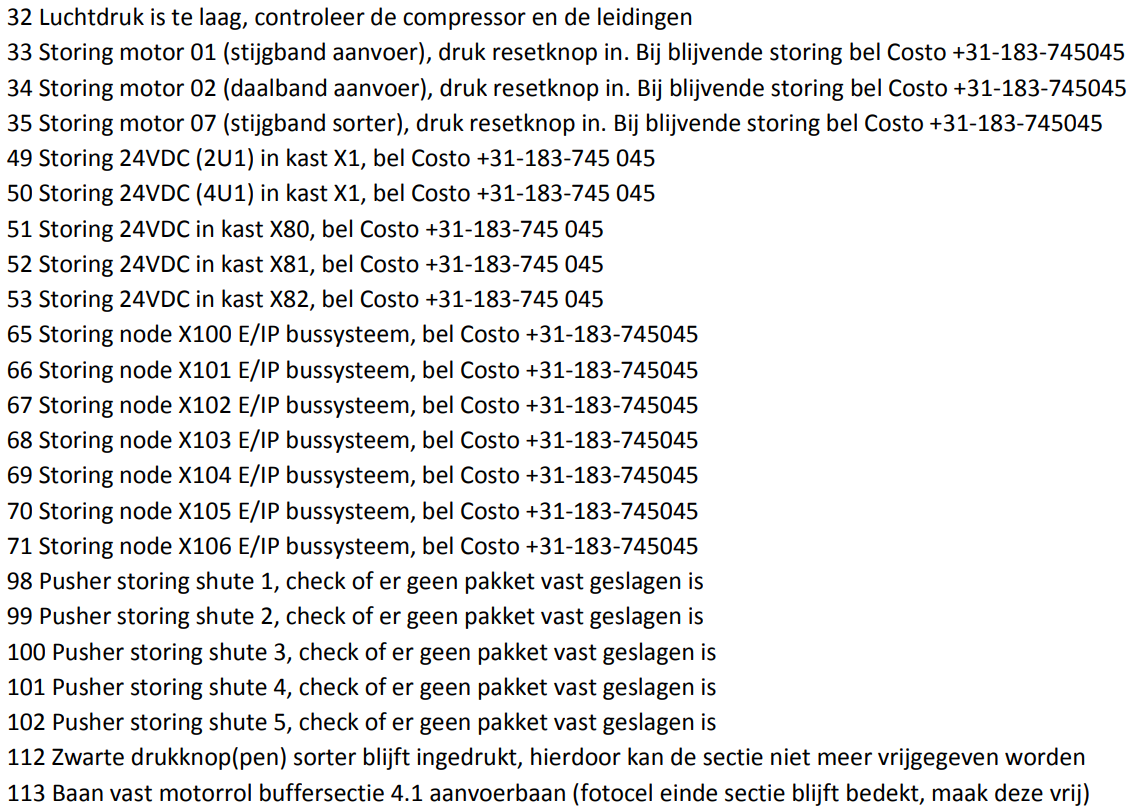 32 Luchtdruk is te laag, controleer de compressor en de leidingen
33 Storing motor 01 (stijgband aanvoer), druk resetknop in. Bij blijvende storing bel Costo +31-183-745045
34 Storing motor 02 (daalband aanvoer), druk resetknop in. Bij blijvende storing bel Costo +31-183-745045
35 Storing motor 07 (stijgband sorter), druk resetknop in. Bij blijvende storing bel Costo +31-183-745045
49 Storing 24VDC (2U1) in kast X1, bel Costo +31-183-745 045
50 Storing 24VDC (4U1) in kast X1, bel Costo +31-183-745 045
51 Storing 24VDC in kast X80, bel Costo +31-183-745 045
52 Storing 24VDC in kast X81, bel Costo +31-183-745 045
53 Storing 24VDC in kast X82, bel Costo +31-183-745 045
65 Storing node X100 E/IP bussysteem, bel Costo +31-183-745045
66 Storing node X101 E/IP bussysteem, bel Costo +31-183-745045
67 Storing node X102 E/IP bussysteem, bel Costo +31-183-745045
68 Storing node X103 E/IP bussysteem, bel Costo +31-183-745045
69 Storing node X104 E/IP bussysteem, bel Costo +31-183-745045
70 Storing node X105 E/IP bussysteem, bel Costo +31-183-745045
71 Storing node X106 E/IP bussysteem, bel Costo +31-183-745045
98 Pusher storing shute 1, check of er geen pakket vast geslagen is
99 Pusher storing shute 2, check of er geen pakket vast geslagen is
100 Pusher storing shute 3, check of er geen pakket vast geslagen is
101 Pusher storing shute 4, check of er geen pakket vast geslagen is
102 Pusher storing shute 5, check of er geen pakket vast geslagen is
112 Zwarte drukknop(pen) sorter blijft ingedrukt, hierdoor kan de sectie niet meer vrijgegeven worden
113 Baan vast motorrol buffersectie 4.1 aanvoerbaan (fotocel einde sectie blijft bedekt, maak deze vrij)